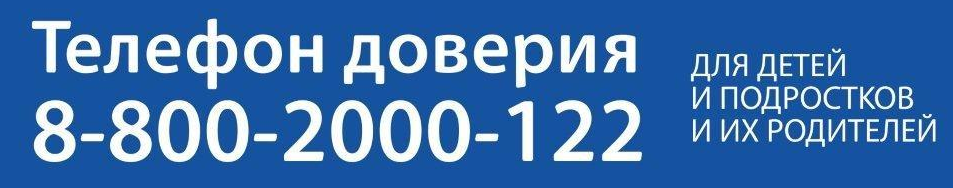 Телефон доверия
8-800-2000-122
ДЛЯ ДЕТЕЙ
И ПОДРОСТКОВ
И ИХ РОДИТЕЛЕЙ